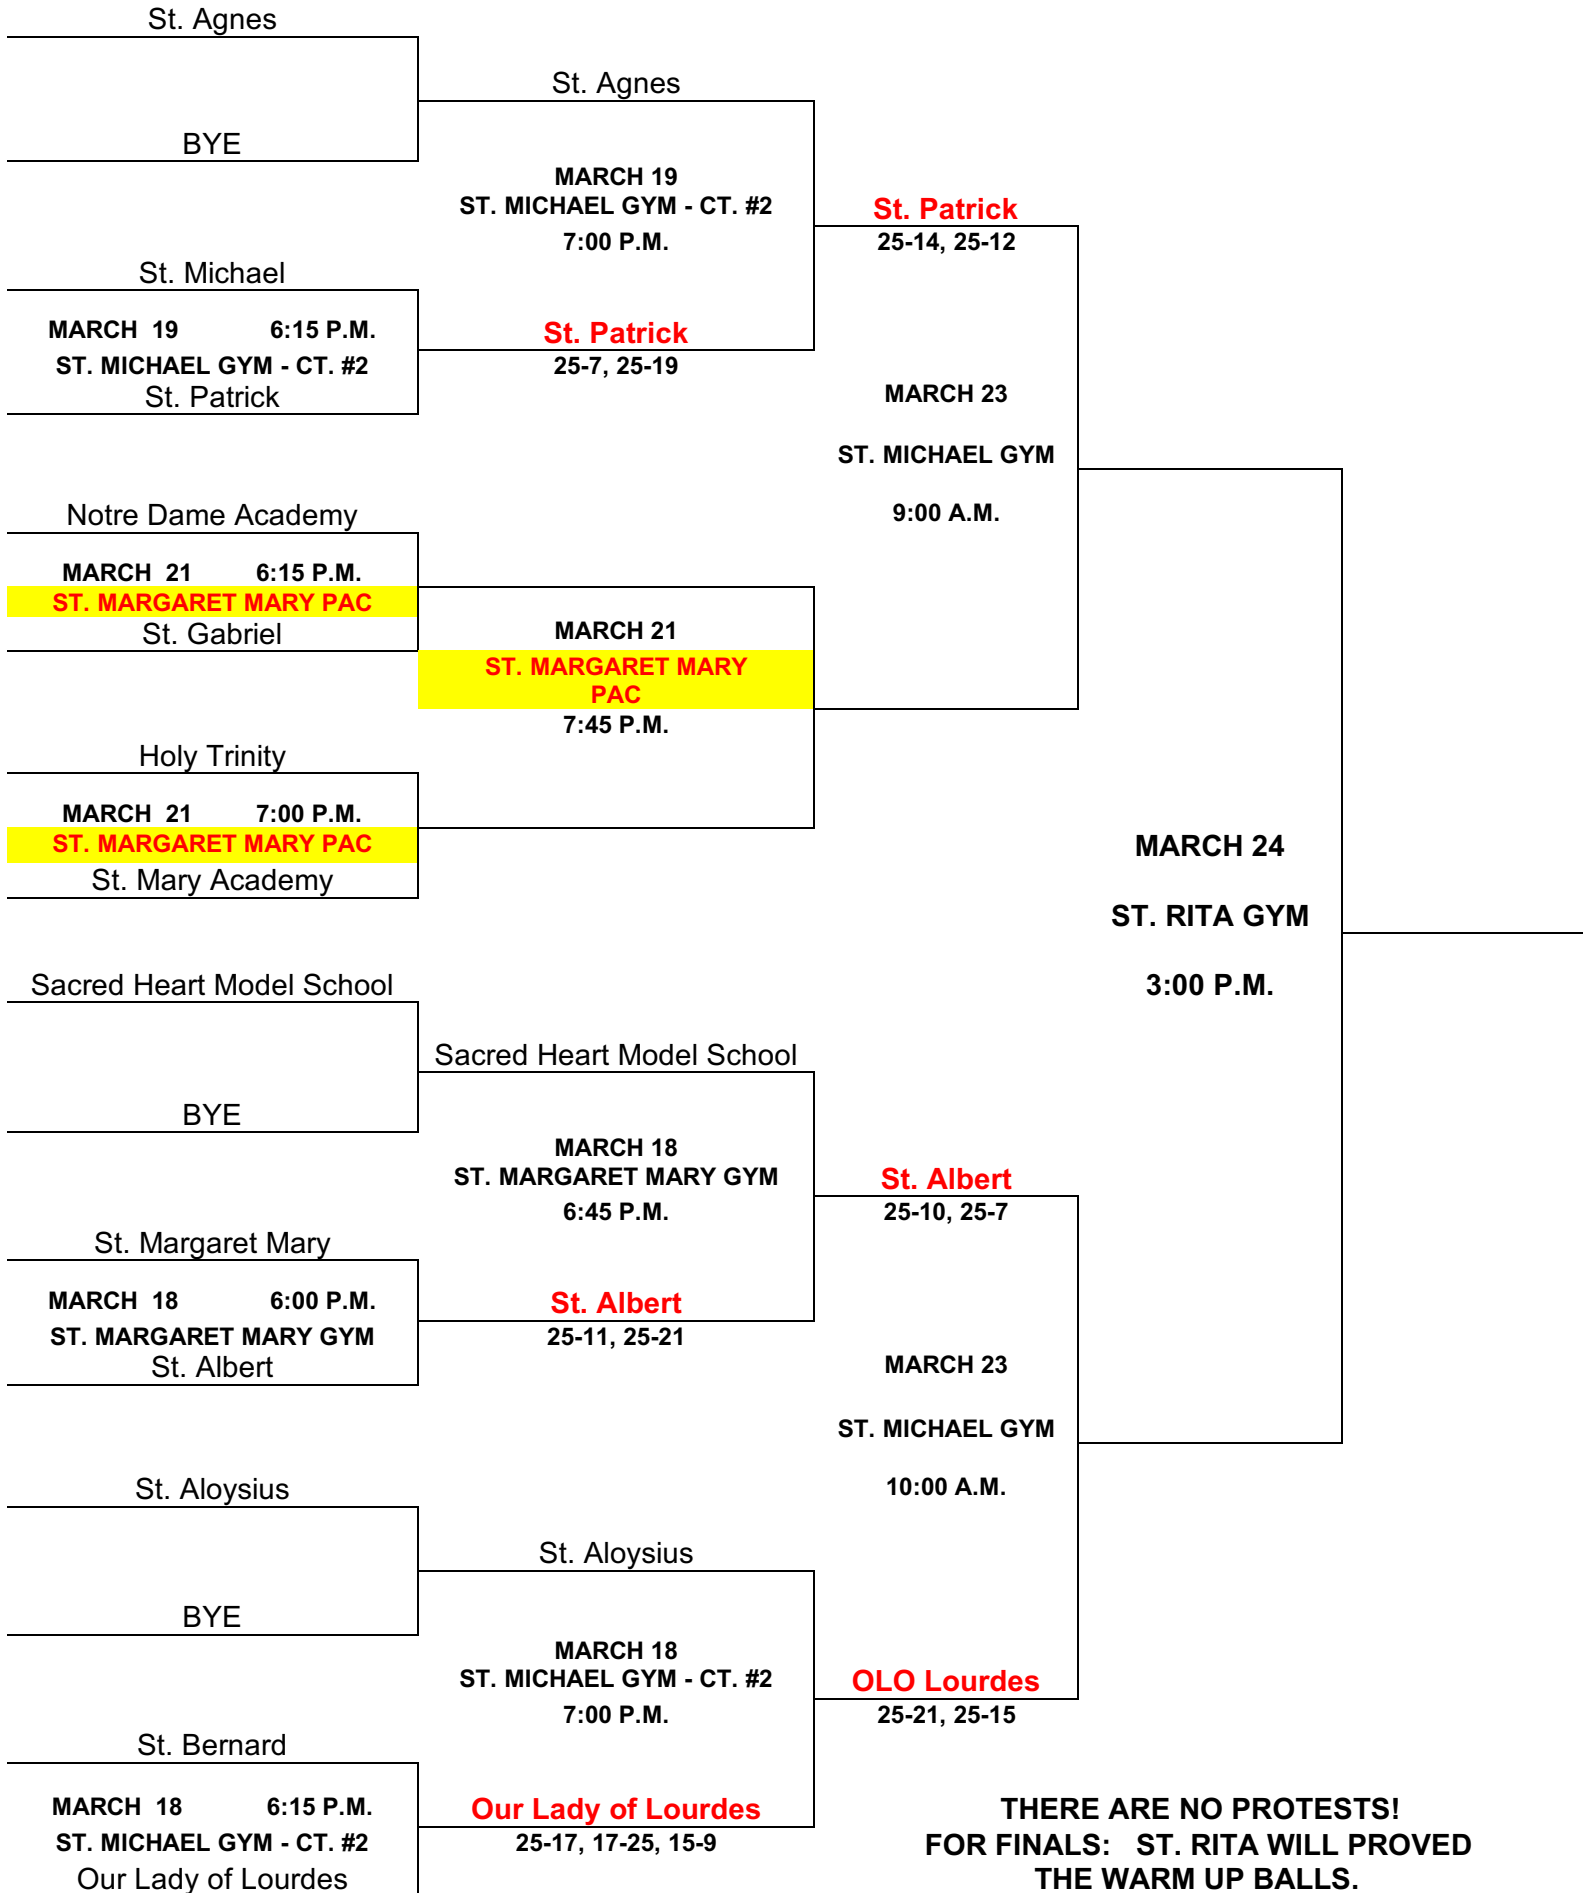 St. Agnes
St. Agnes
BYE
MARCH 19
ST. MICHAEL GYM - CT. #2
7:00 P.M.
St. Patrick
25-14, 25-12
St. Michael
MARCH 19 6:15 P.M.
ST. MICHAEL GYM - CT. #2
St. Patrick
St. Patrick
25-7, 25-19
MARCH 23
ST. MICHAEL GYM
9:00 A.M.
Notre Dame Academy
MARCH 21 6:15 P.M.
ST. MARGARET MARY PAC
St. Gabriel
MARCH 21
ST. MARGARET MARY
PAC
7:45 P.M.
Holy Trinity
MARCH 21 7:00 P.M.
ST. MARGARET MARY PAC
St. Mary Academy
MARCH 24
ST. RITA GYM
3:00 P.M.
Sacred Heart Model School
Sacred Heart Model School
BYE
MARCH 18
ST. MARGARET MARY GYM
6:45 P.M.
St. Albert
25-10, 25-7
St. Margaret Mary
MARCH 18 6:00 P.M.
ST. MARGARET MARY GYM
St. Albert
St. Albert
25-11, 25-21
MARCH 23
ST. MICHAEL GYM
10:00 A.M.
St. Aloysius
St. Aloysius
BYE
MARCH 18
ST. MICHAEL GYM - CT. #2
7:00 P.M.
OLO Lourdes
25-21, 25-15
St. Bernard
MARCH 18 6:15 P.M.
ST. MICHAEL GYM - CT. #2
Our Lady of Lourdes
Our Lady of Lourdes
25-17, 17-25, 15-9
THERE ARE NO PROTESTS!
FOR FINALS: ST. RITA WILL PROVED
THE WARM UP BALLS.